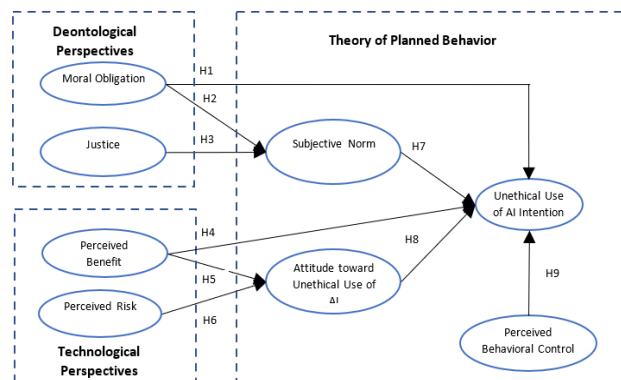 Deontological
Perspectives
Theory of Planned Behavior
Moral Obligation
H1
H2
Justice
H3
Subjective Norm
H7
Unethical Use
of AI Intention
Perceived
Benefit
H4
H5
Attitude toward
Unethical Use of
AI
H8
Perceived Risk
H6
H9
Perceived
Behavioral Control
Technological
Perspectives